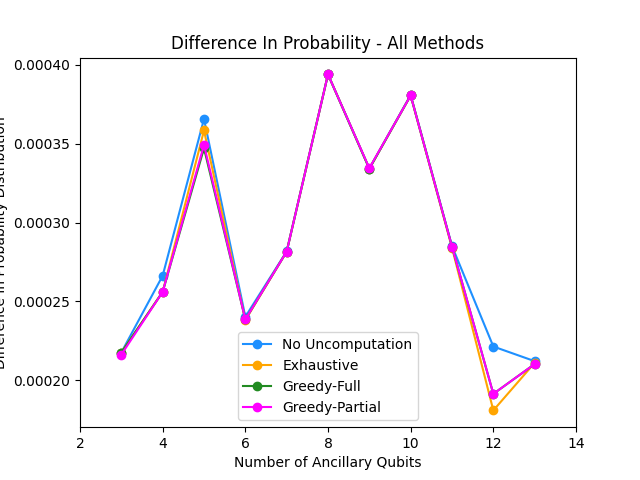 Difference In Probability - All Methods
Difference In Probability Distribution
0.00040
0.00035
0.00030
0.00025
0.00020
No Uncomputation
Exhaustive
Greedy-Full
Greedy-Partial
2 4 6 8 10 12 14
Number of Ancillary Qubits